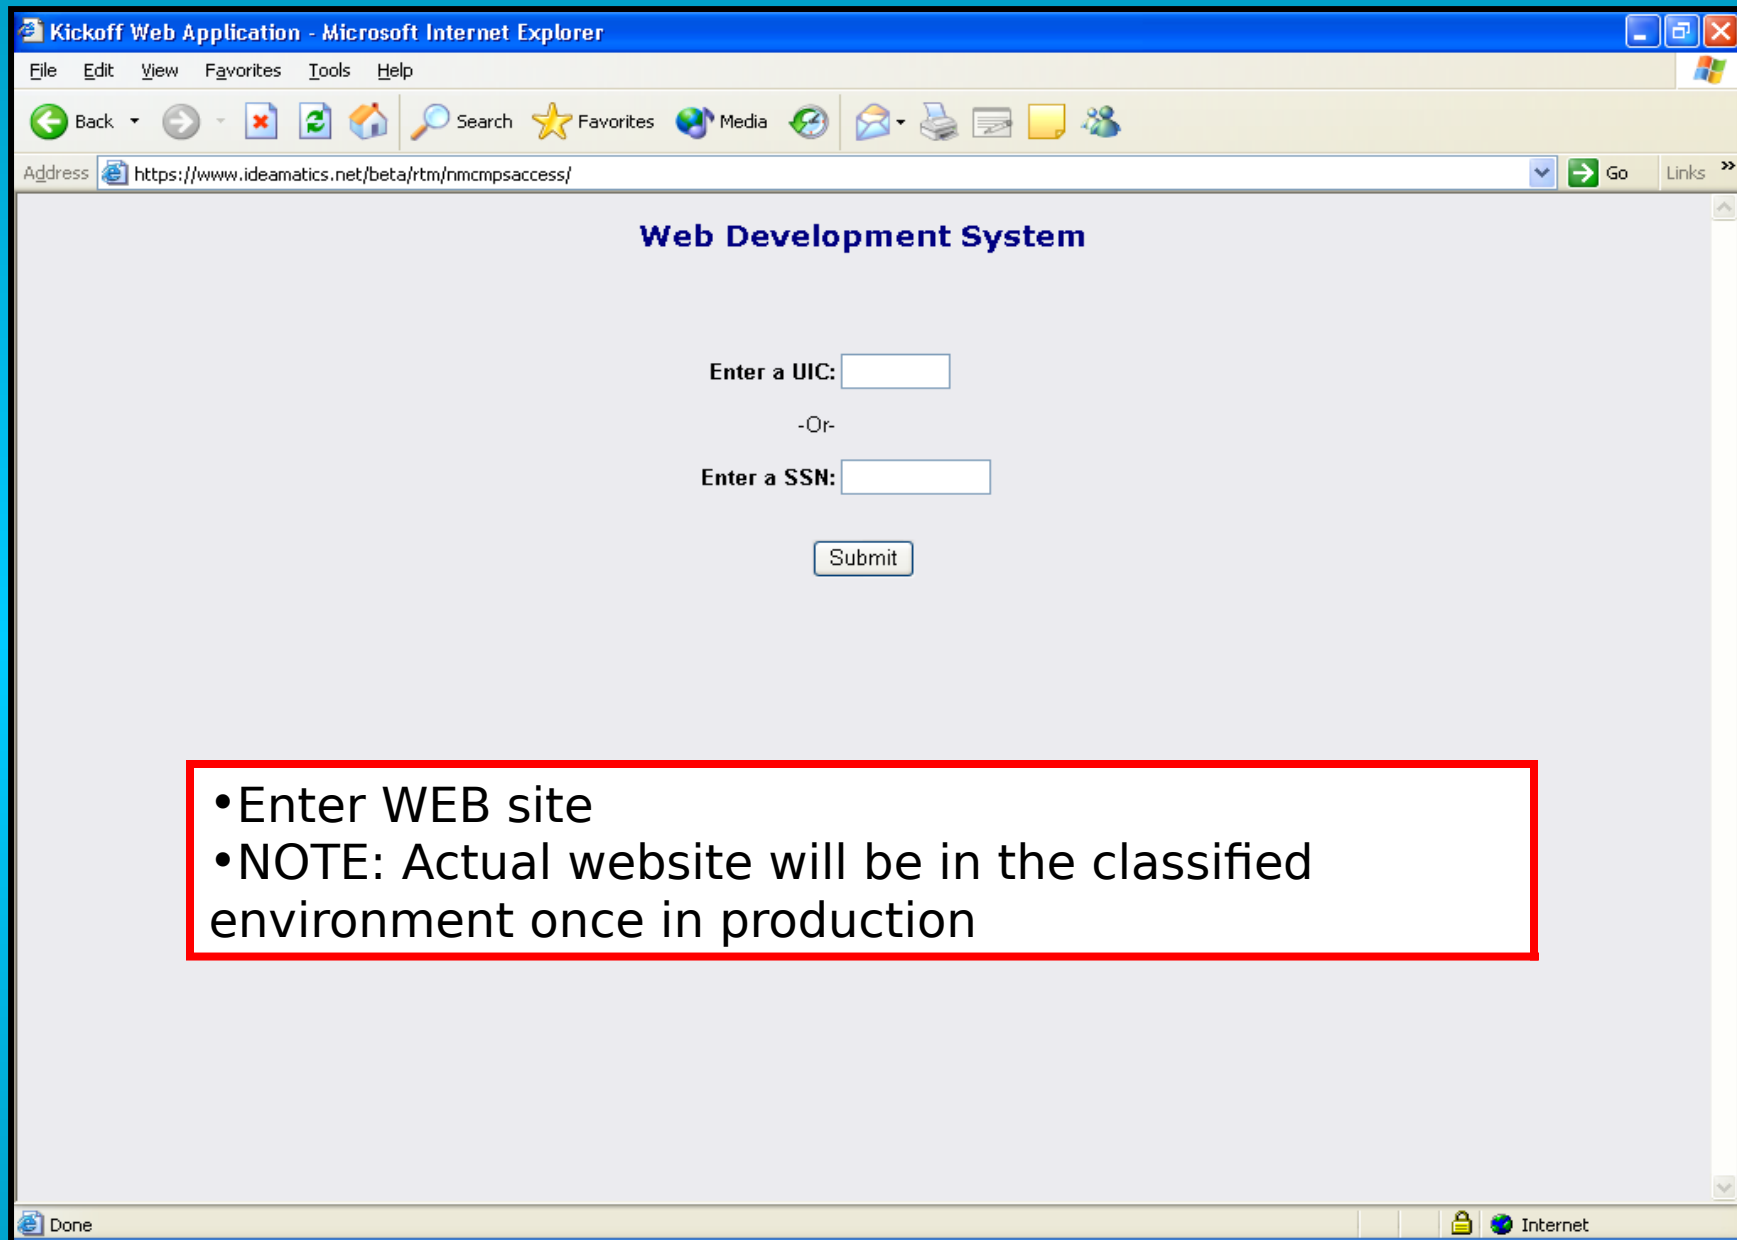 Kickoff Web Application - Microsoft Internet Explorer
File Edit View Favorites Tools Help
Back Search Favorites Media
Address https://www.ideamatics.net/beta/rtm/nmcmpsaccess/ Go Links »
Web Development System
Enter a UIC:
-Or-
Enter a SSN:
Submit
•Enter WEB site
•NOTE: Actual website will be in the classified
environment once in production
Done Internet